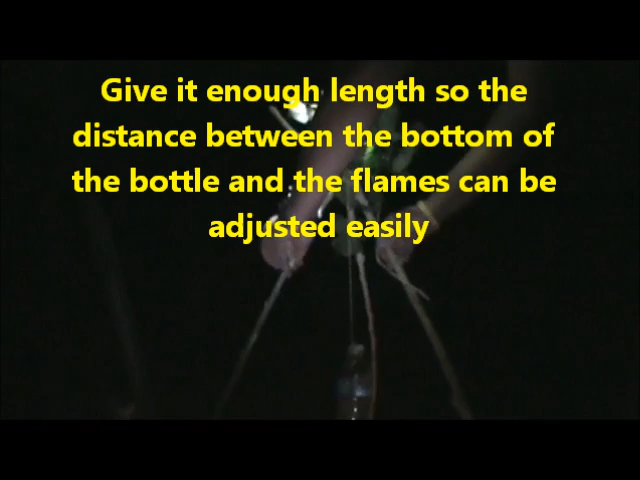 Give it enough length so the
distance between the bottom of
the bottle and the flames can be
adjusted easily